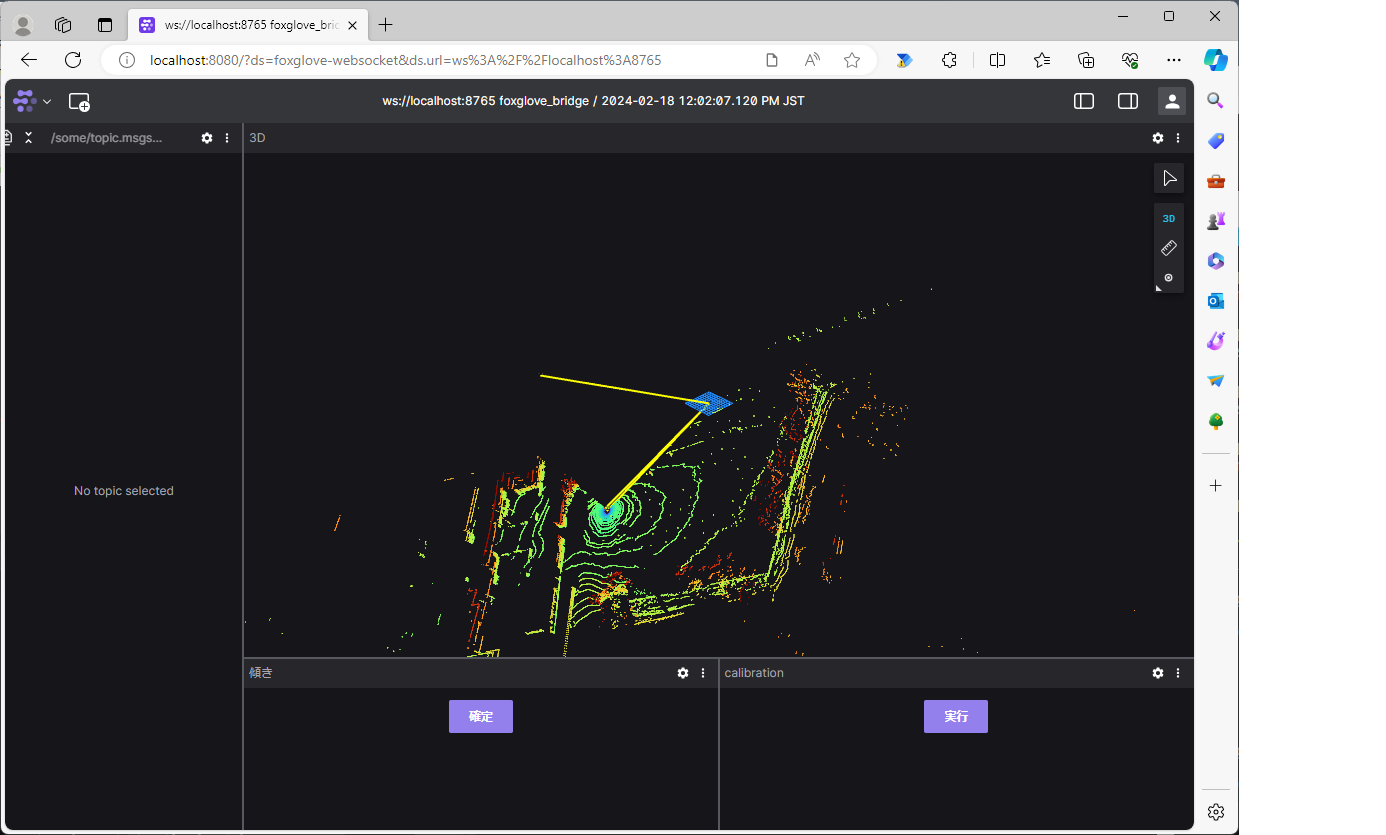 ws://localhost:8765 foxglove_bric
localhost:8080/?ds=foxglove-websocket&ds.url=ws%3A%2F%2Flocalhost%3A8765
ws://localhost:8765 foxglove_bridge / 2024-02-18 12:02:07.120 PM JST
/some/topic.msgs...
3D
3D
No topic selected
傾き
calibration
確定
実行